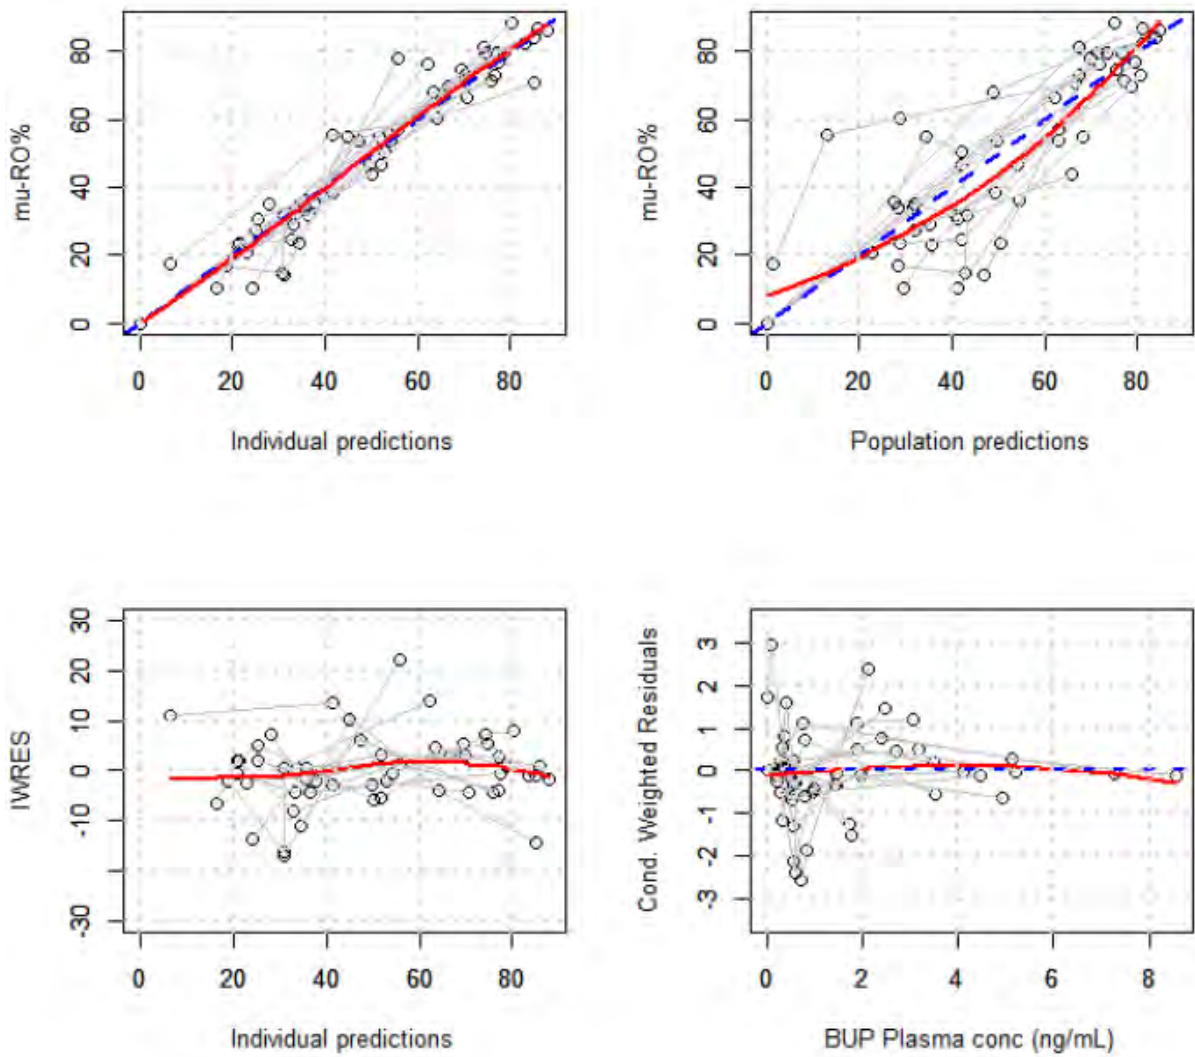 mu-RO%
80
60
40
20
0
0 20 40 60 80
Individual predictions
mu-RO%
80
60
40
20
0
0 20 40 60 80
Population predictions
IWRES
30
20
10
0
-10
-30
0 20 40 60 80
Individual predictions
Cond. Weighted Residuals
3
2
1
0
-1
-2
-3
0 2 4 6 8
BUP Plasma conc (ng/mL)